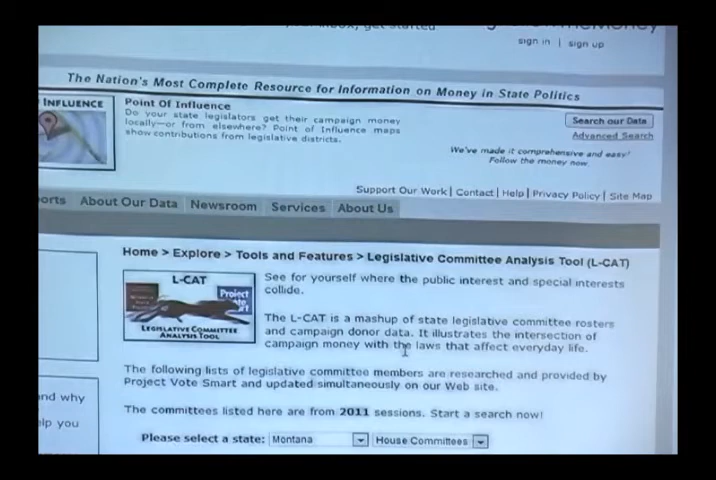 get started
sign in | sign up
The Nation's Most Complete Resource for Information on Money in State Politics
INFLUENCE
Point Of Influence
Do your state legislators get their campaign money
locally—or from elsewhere? Point of Influence maps
show contributions from legislative districts.
Search our Data
Advanced Search
We've made it comprehensive and easy!
Follow the money now.
Support Our Work | Contact | Help | Privacy Policy | Site Map
orts About Our Data Newsroom Services About Us
Home > Explore > Tools and Features > Legislative Committee Analysis Tool (L-CAT)
L-CAT
Project
Vote
Smart
LEGISLATIVE COMMITTEE
ANALYSIS TOOL
See for yourself where the public interest and special interests
collide.
The L-CAT is a mashup of state legislative committee rosters
and campaign donor data. It illustrates the intersection of
campaign money with the laws that affect everyday life.
The following lists of legislative committee members are researched and provided by
Project Vote Smart and updated simultaneously on our Web site.
nd why
elp you
The committees listed here are from 2011 sessions. Start a search now!
Please select a state: Montana House Committees